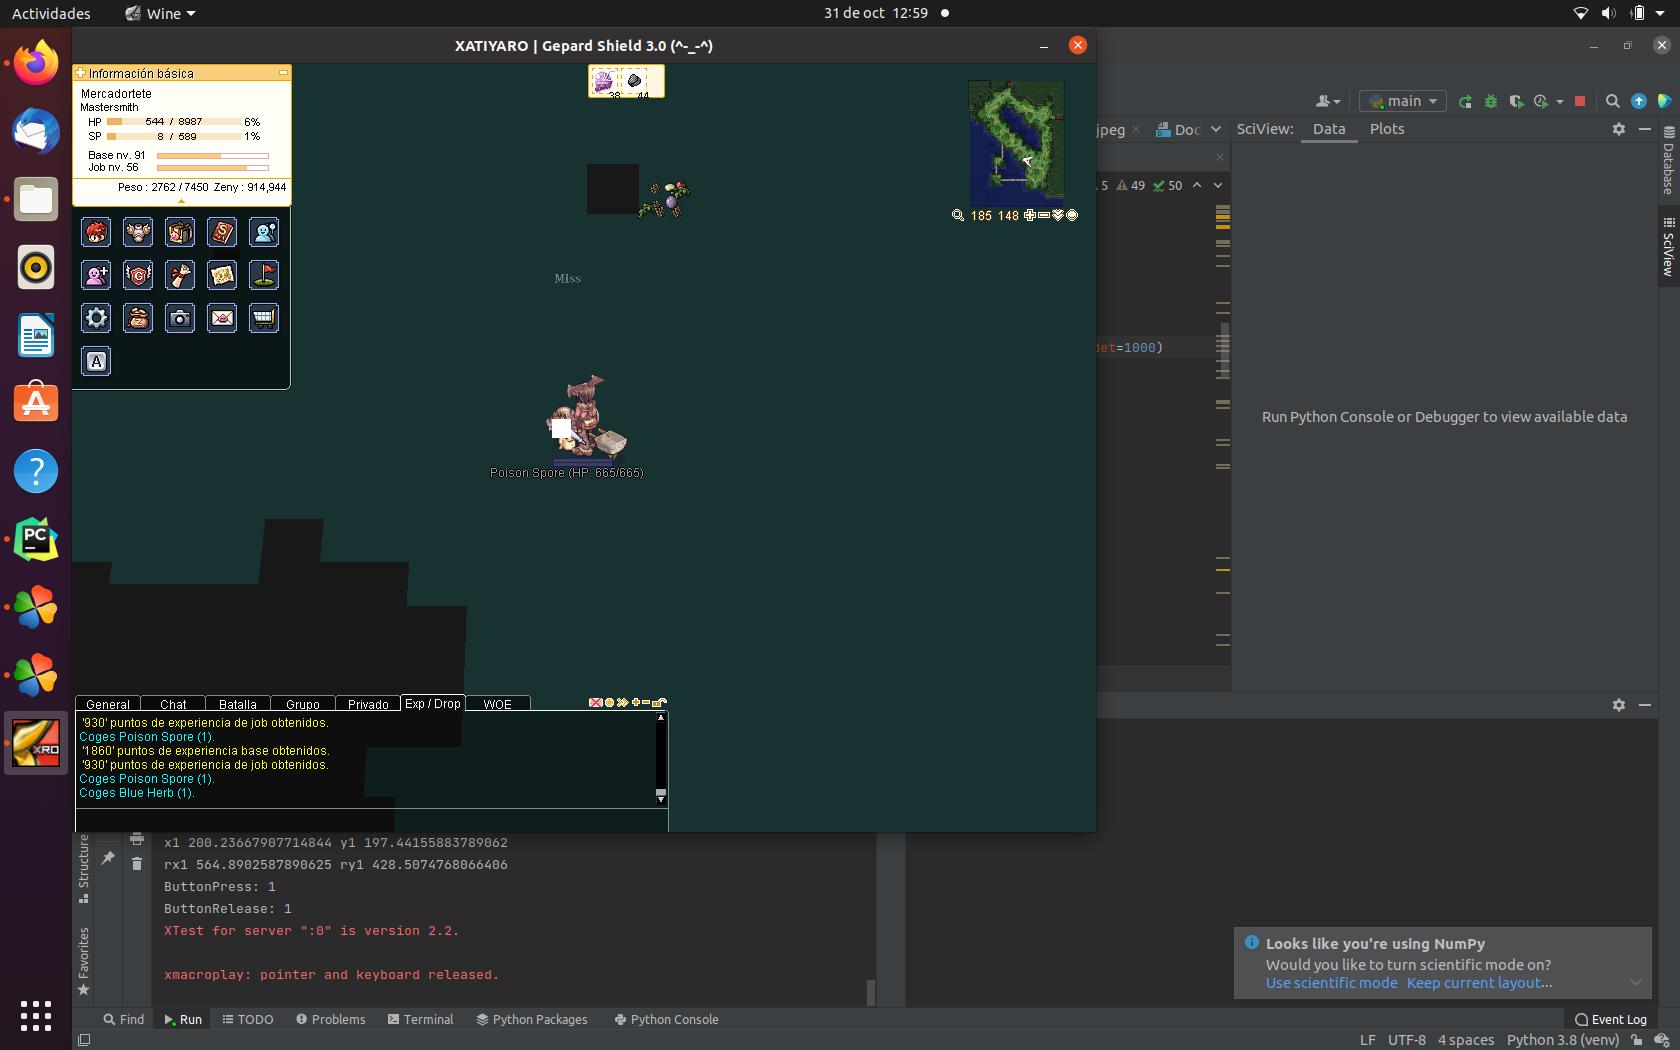 Actividades
Wine
31 de oct 12:59
XATIYARO | Gepard Shield 3.0 (^-_-^)
Información básica
Mercadortete
Mastersmith
HP 544 / 8987 6%
SP 8 / 589 1%
Base nv. 91
Job nv. 56
Peso : 2762 / 7450 Zeny : 914,944
38 44
185 148
Miss
Poison Spore (HP: 665/665)
General Chat Batalla Grupo Privado Exp / Drop WOE
'930' puntos de experiencia de job obtenidos.
Coges Poison Spore (1).
'1860' puntos de experiencia base obtenidos.
'930' puntos de experiencia de job obtenidos.
Coges Poison Spore (1).
Coges Blue Herb (1).
main
jpeg
Doc
SciView: Data Plots
5 49 50
det=1000)
Run Python Console or Debugger to view available data
Database
SciView
x1 200.23667907714844 y1 197.44155883789062
rx1 564.8902587890625 ry1 428.5074768066406
ButtonPress: 1
ButtonRelease: 1
XTest for server ":0" is version 2.2.
xmacroplay: pointer and keyboard released.
Structure
Favorites
Looks like you're using NumPy
Would you like to turn scientific mode on?
Use scientific mode Keep current layout...
Find Run TODO Problems Terminal Python Packages Python Console Event Log
LF UTF-8 4 spaces Python 3.8 (venv)
PC
XRO